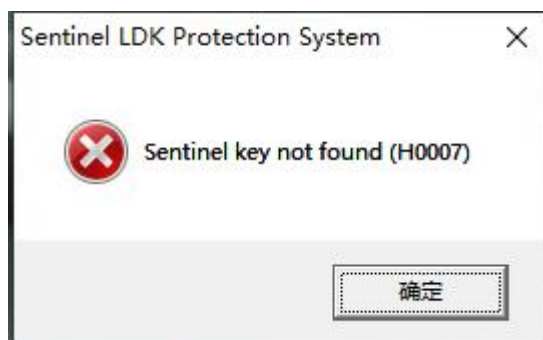 Sentinel LDK Protection System
Sentinel key not found (H0007)
确定